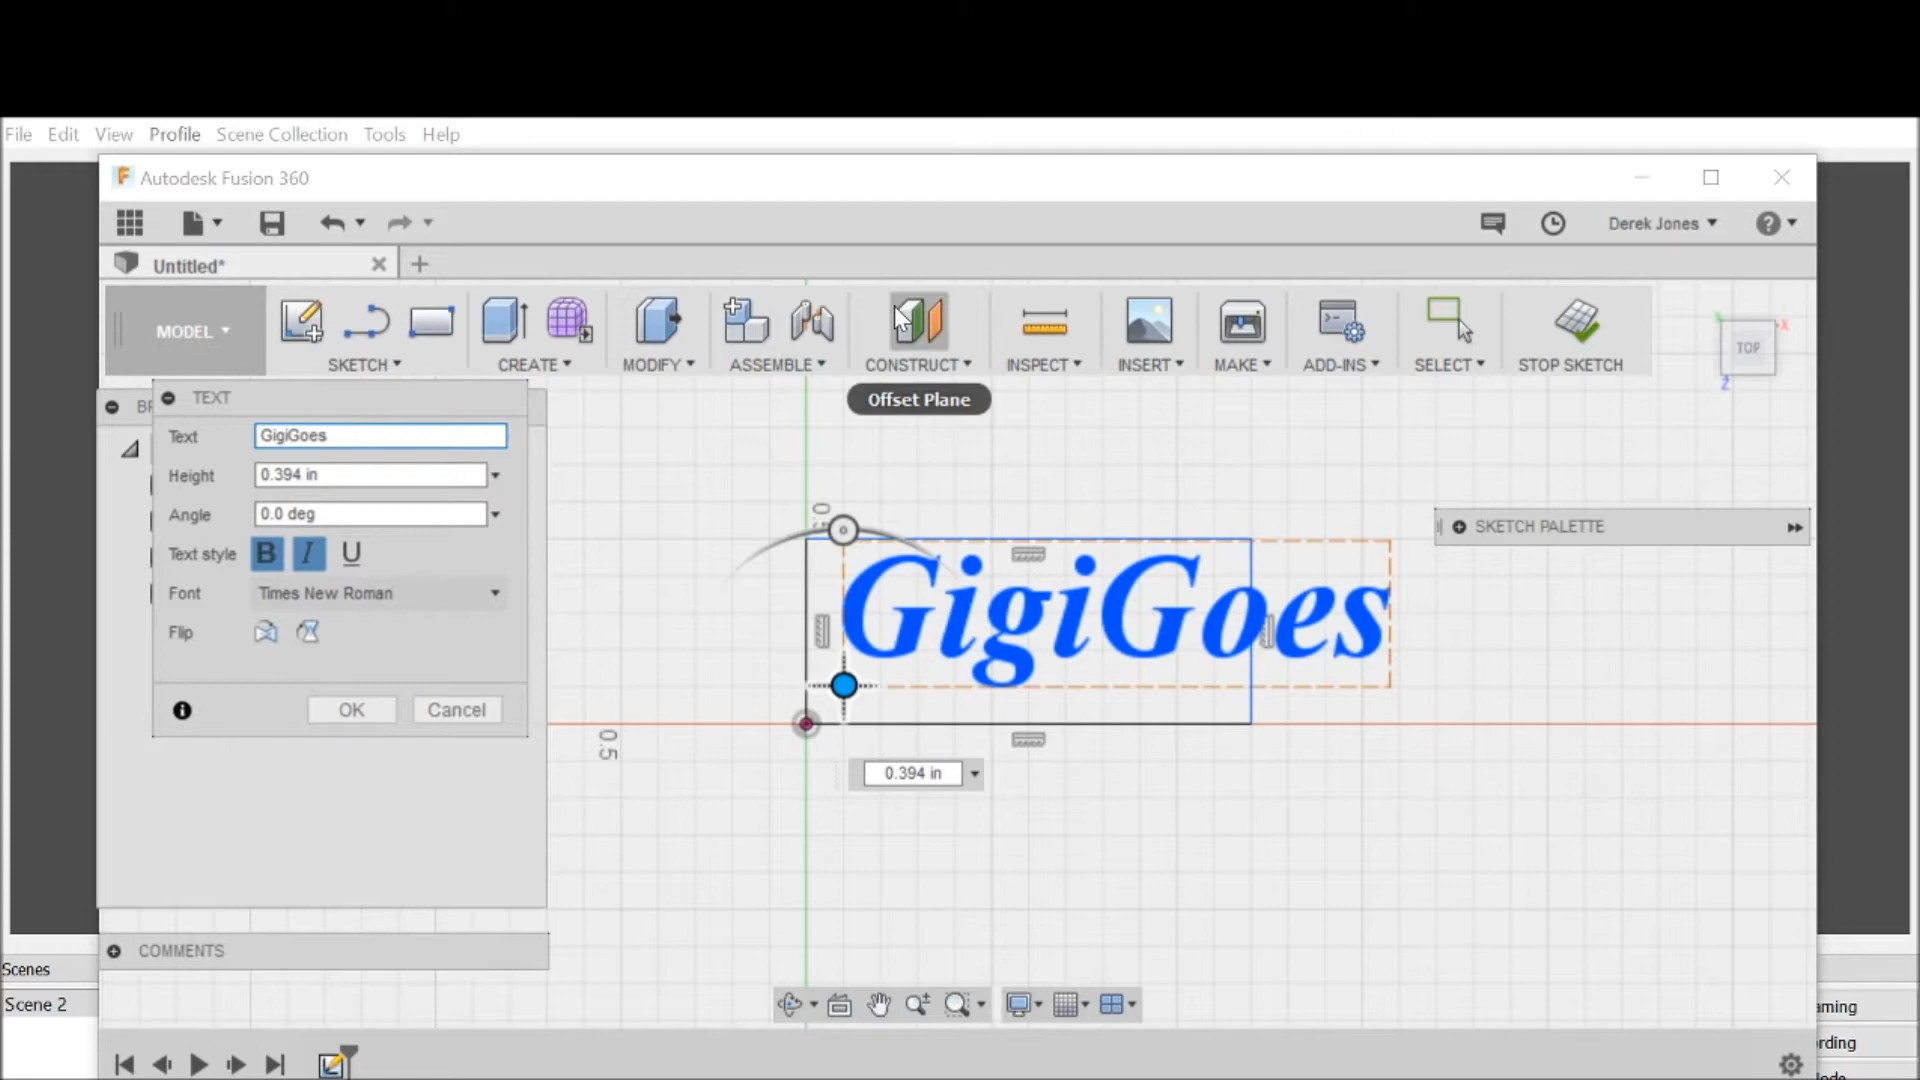 File Edit View Profile Scene Collection Tools Help
Autodesk Fusion 360
Derek Jones
Untitled*
MODEL
SKETCH CREATE MODIFY ASSEMBLE CONSTRUCT INSPECT INSERT MAKE ADD-INS SELECT STOP SKETCH
TOP
X
Z
Offset Plane
TEXT
Text GigiGoes
Height 0.394 in
Angle 0.0 deg
Text style B I U
Font Times New Roman
Flip
OK Cancel
SKETCH PALETTE
GigiGoes
0.5
0.394 in
COMMENTS
Scenes
Scene 2